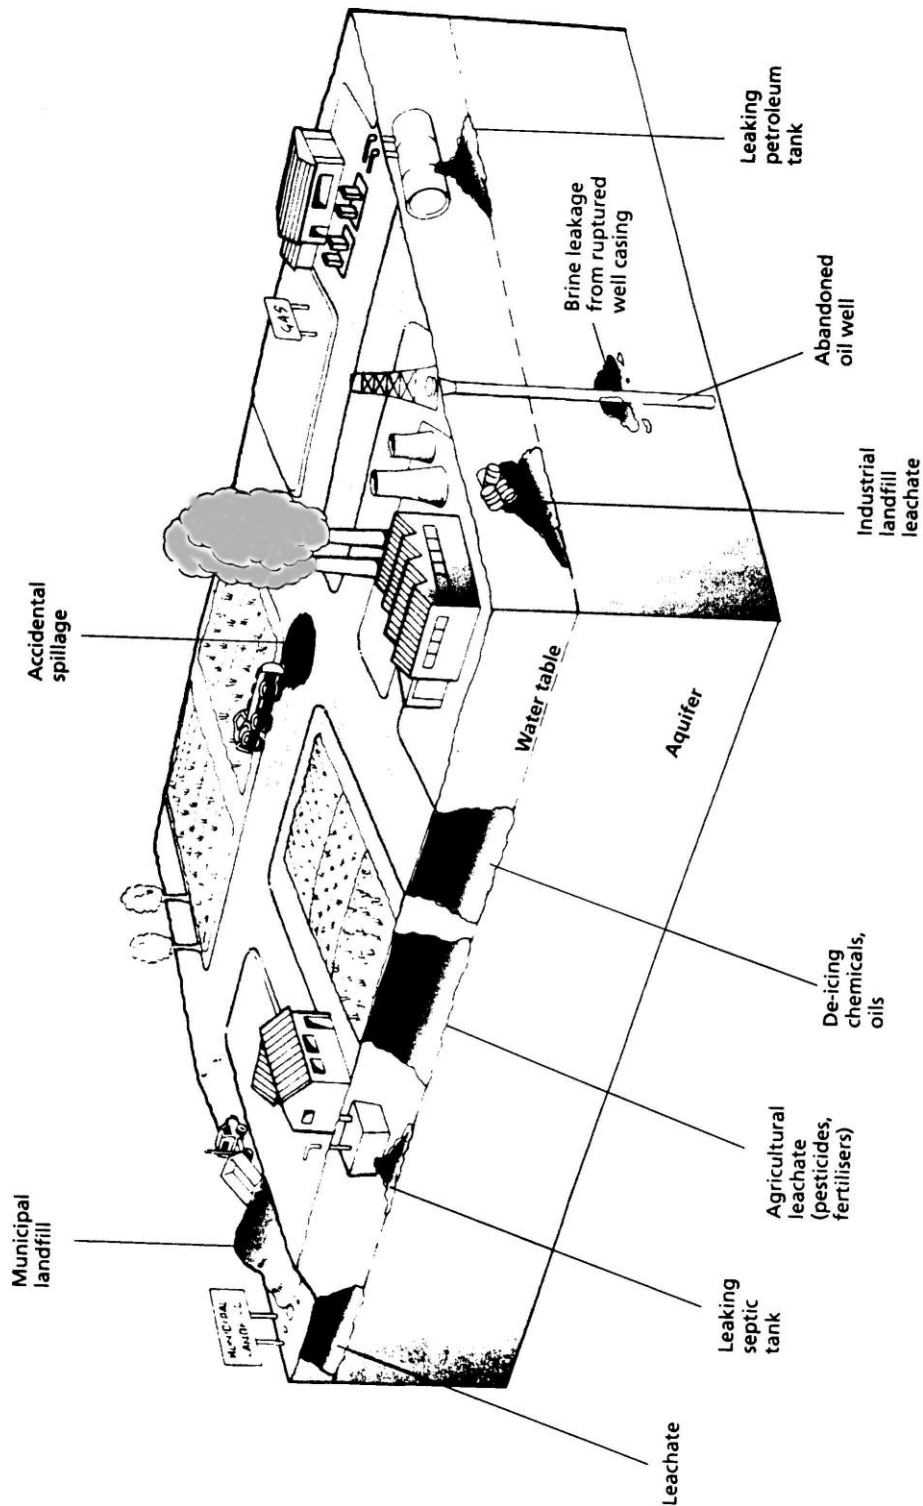 Municipal
landfill
Accidental
spillage
MUNICIPAL
GAS
Water table
Aquifer
Leachate
Leaking
septic
tank
Agricultural
leachate
(pesticides,
fertilisers)
De-icing
chemicals,
oils
Industrial
landfill
leachate
Abandoned
oil well
Brine leakage
from ruptured
well casing
Leaking
petroleum
tank